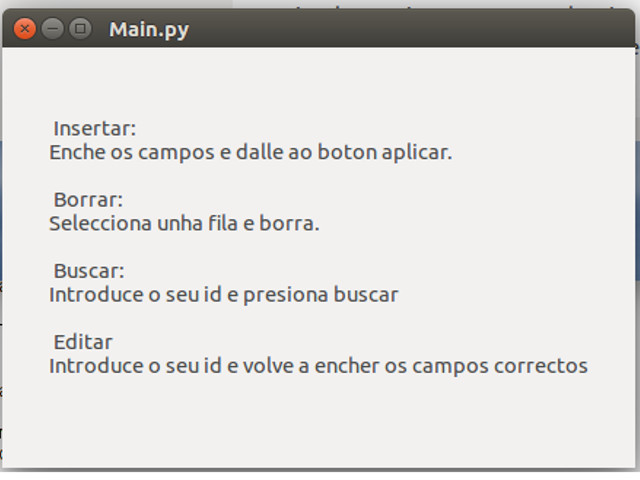 Main.py
Insertar:
Enche os campos e dalle ao boton aplicar.
Borrar:
Selecciona unha fila e borra.
Buscar:
Introduce o seu id e presiona buscar
Editar
Introduce o seu id e volve a encher os campos correctos